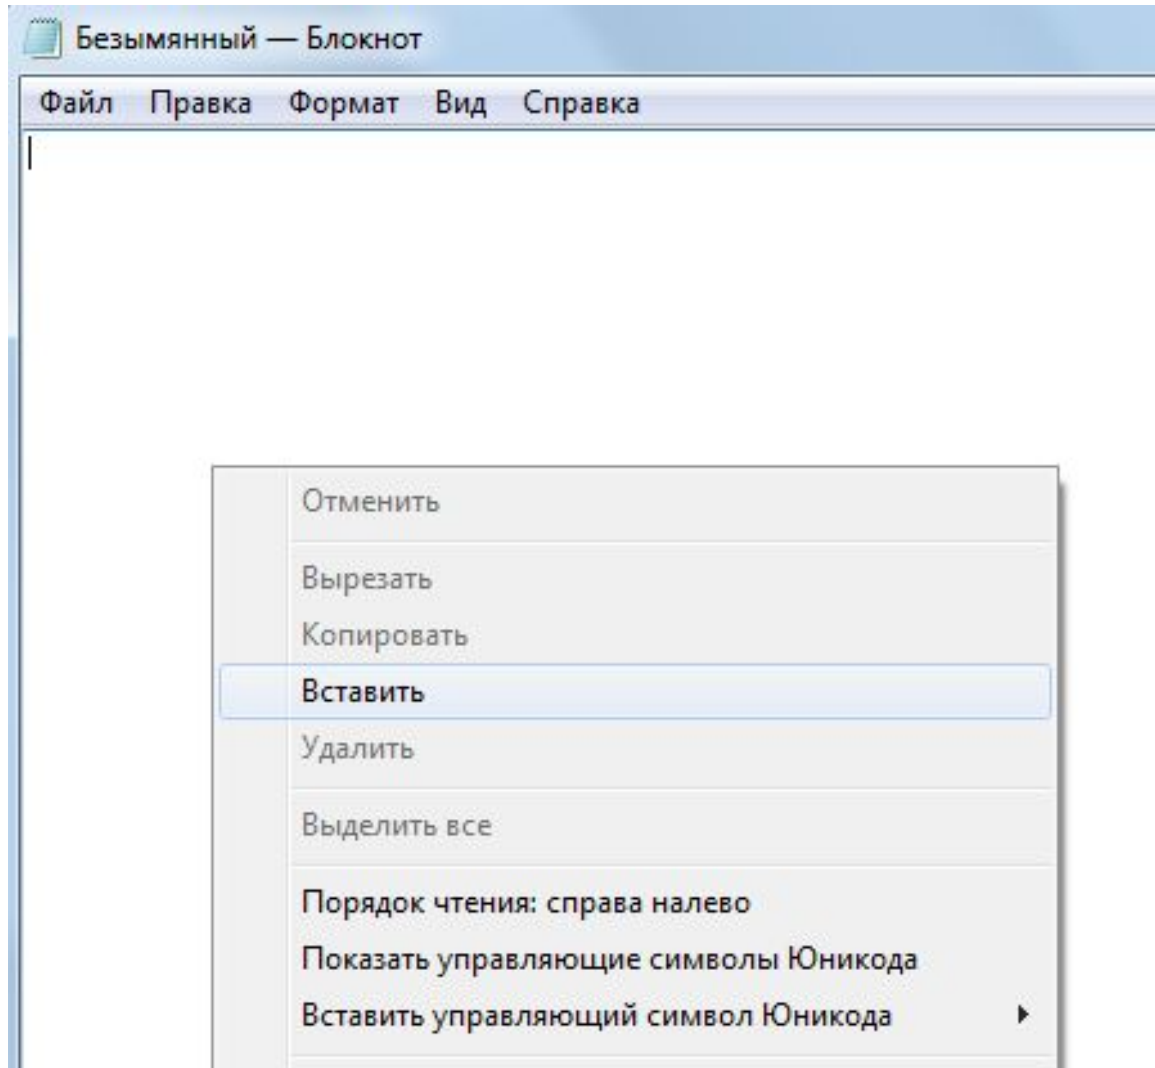 Безымянный — Блокнот
Файл Правка Формат Вид Справка
Отменить
Вырезать
Копировать
Вставить
Удалить
Выделить все
Порядок чтения: справа налево
Показать управляющие символы Юникода
Вставить управляющий символ Юникода